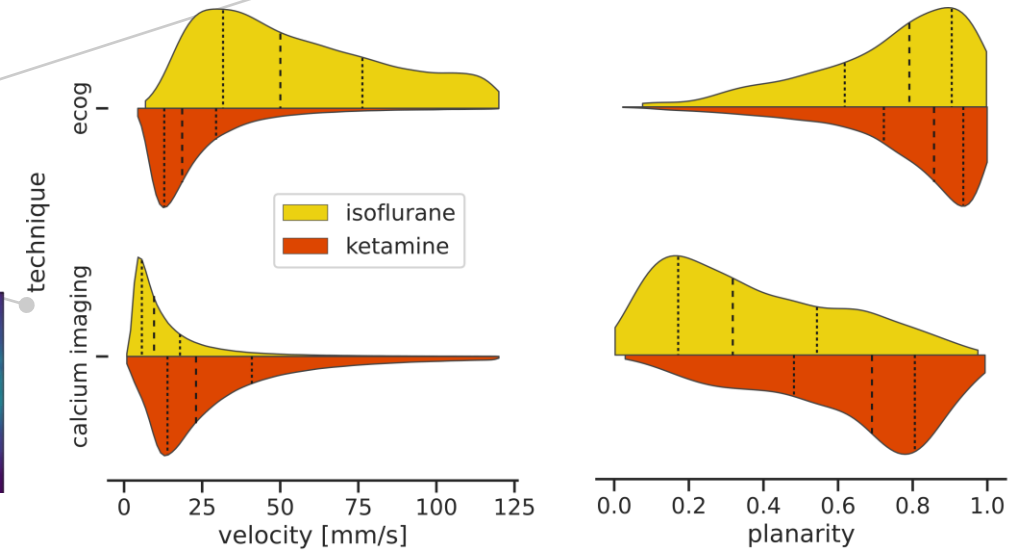 technique
ecog
calcium imaging
isoflurane
ketamine
0 25 50 75 100 125
velocity [mm/s]
0.0 0.2 0.4 0.6 0.8 1.0
planarity